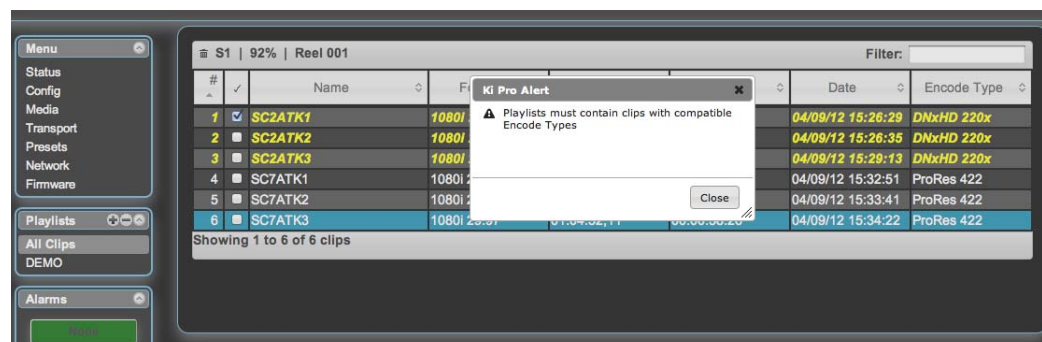 Menu
Status
Config
Media
Transport
Presets
Network
Firmware
Playlists
All Clips
DEMO
Alarms
None
S1 | 92% | Reel 001 Filter:
# ✓ Name Date Encode Type
1 SC2ATK1 1080i 04/09/12 15:26:29 DNxHD 220x
2 SC2ATK2 1080i 04/09/12 15:26:35 DNxHD 220x
3 SC2ATK3 1080i 04/09/12 15:29:13 DNxHD 220x
4 SC7ATK1 1080i 04/09/12 15:32:51 ProRes 422
5 SC7ATK2 1080i 04/09/12 15:33:41 ProRes 422
6 SC7ATK3 1080i 04/09/12 15:34:22 ProRes 422
Showing 1 to 6 of 6 clips
Ki Pro Alert
Playlists must contain clips with compatible
Encode Types
Close